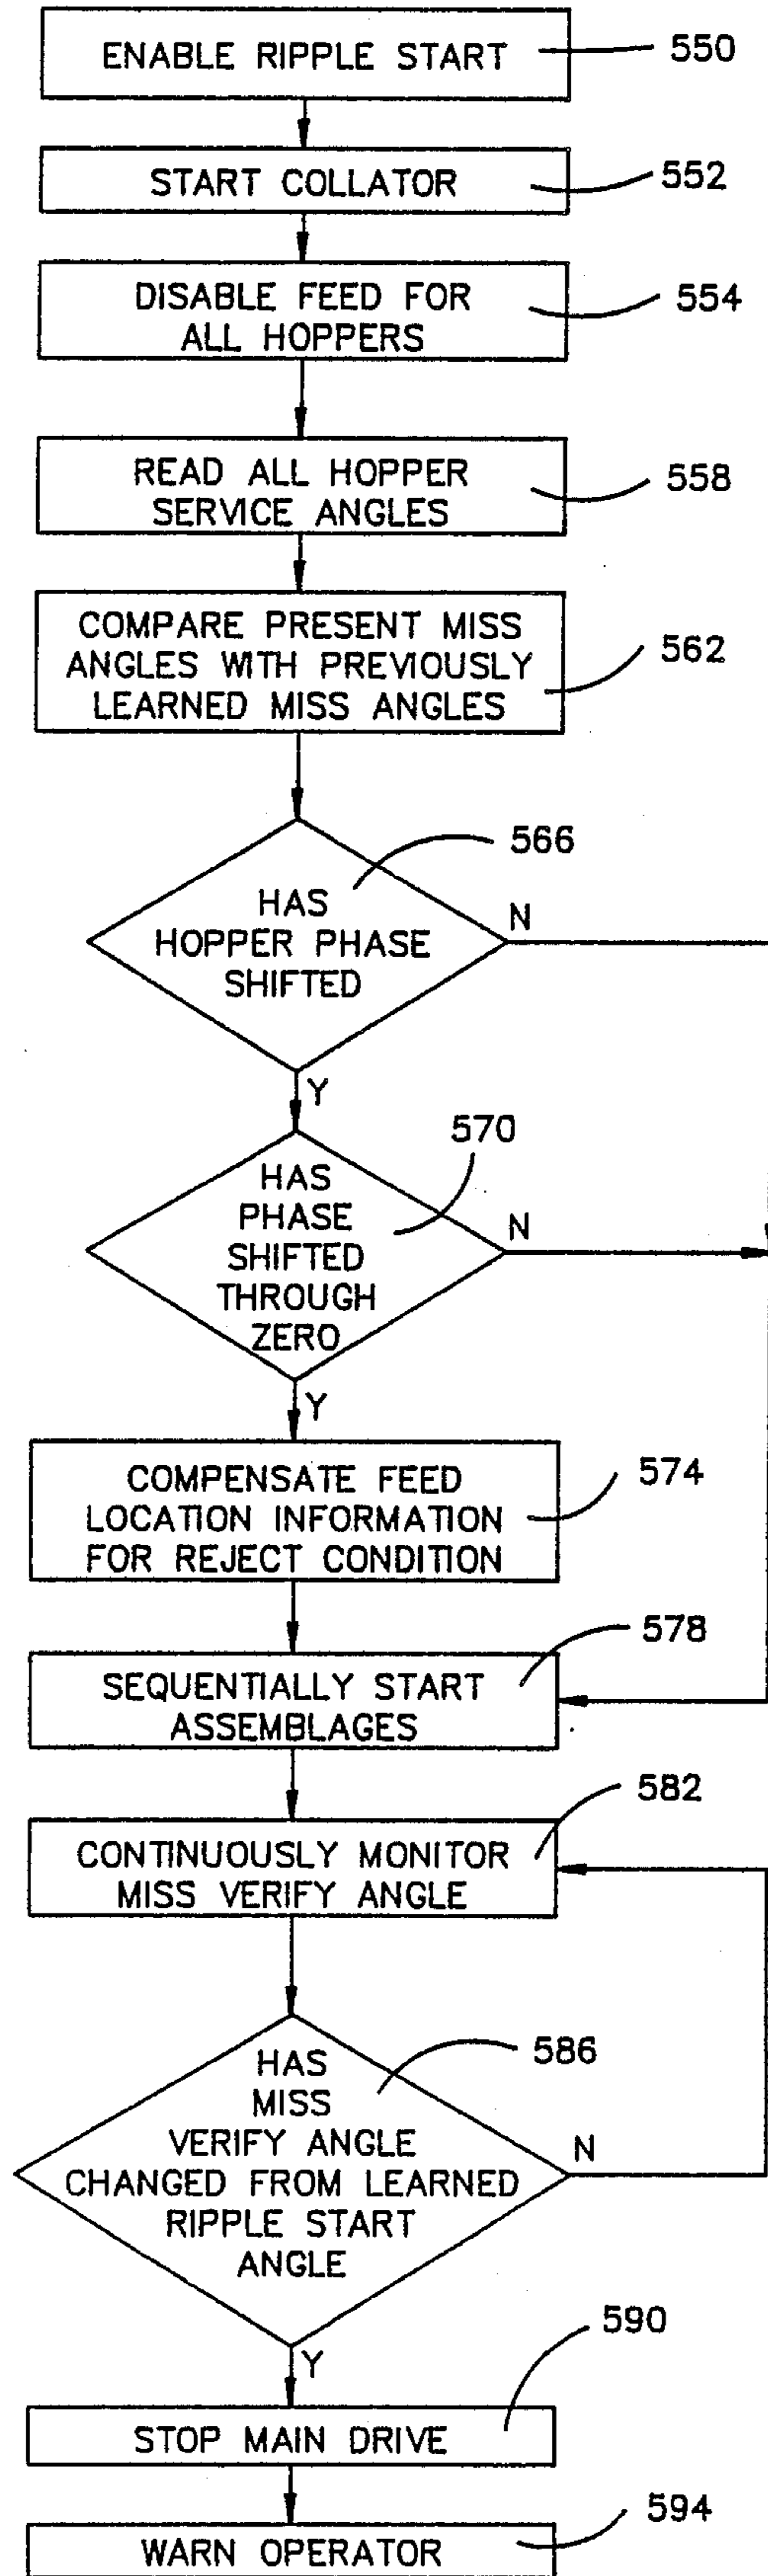 ENABLE RIPPLE START
550
START COLLATOR
552
DISABLE FEED FOR
ALL HOPPERS
554
READ ALL HOPPER
SERVICE ANGLES
558
COMPARE PRESENT MISS
ANGLES WITH PREVIOUSLY
LEARNED MISS ANGLES
562
HAS
HOPPER PHASE
SHIFTED
566
N
Y
HAS
PHASE
SHIFTED
THROUGH
ZERO
570
N
Y
COMPENSATE FEED
LOCATION INFORMATION
FOR REJECT CONDITION
574
SEQUENTIALLY START
ASSEMBLAGES
578
CONTINUOUSLY MONITOR
MISS VERIFY ANGLE
582
HAS
MISS
VERIFY ANGLE
CHANGED FROM LEARNED
RIPPLE START
ANGLE
586
N
Y
STOP MAIN DRIVE
590
WARN OPERATOR
594